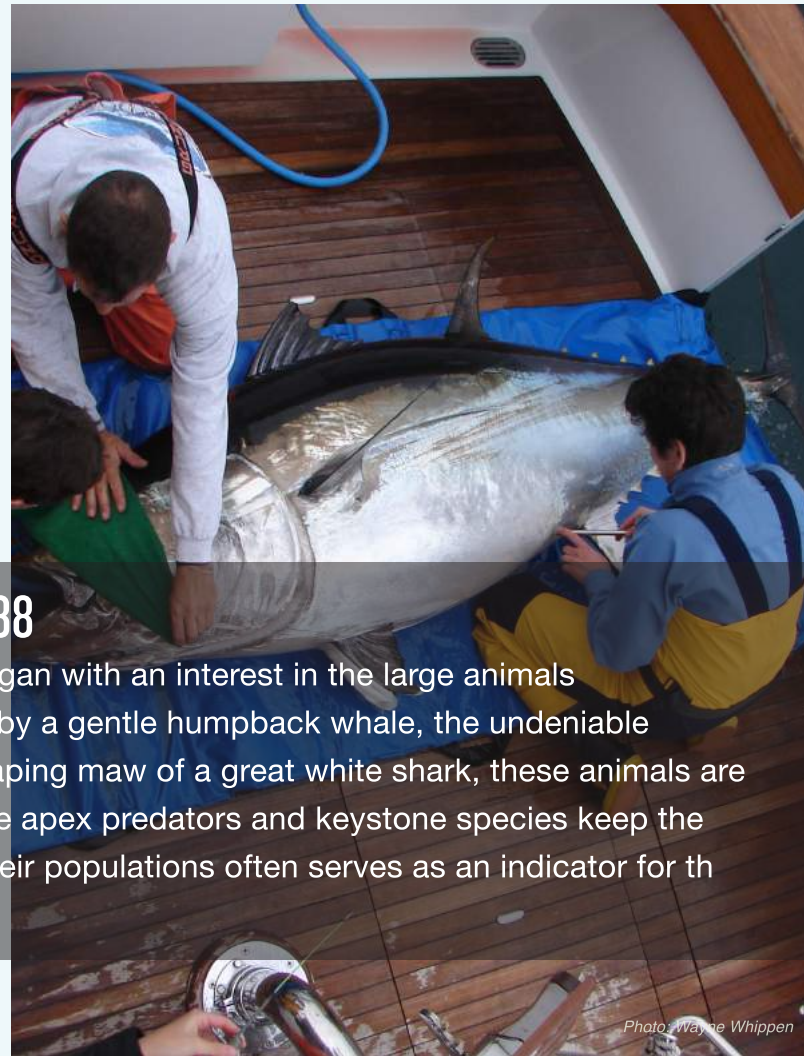 38
gan with an interest in the large animals
by a gentle humpback whale, the undeniable
aping maw of a great white shark, these animals are
e apex predators and keystone species keep the
eir populations often serves as an indicator for th
Photo: Wayne Whippen